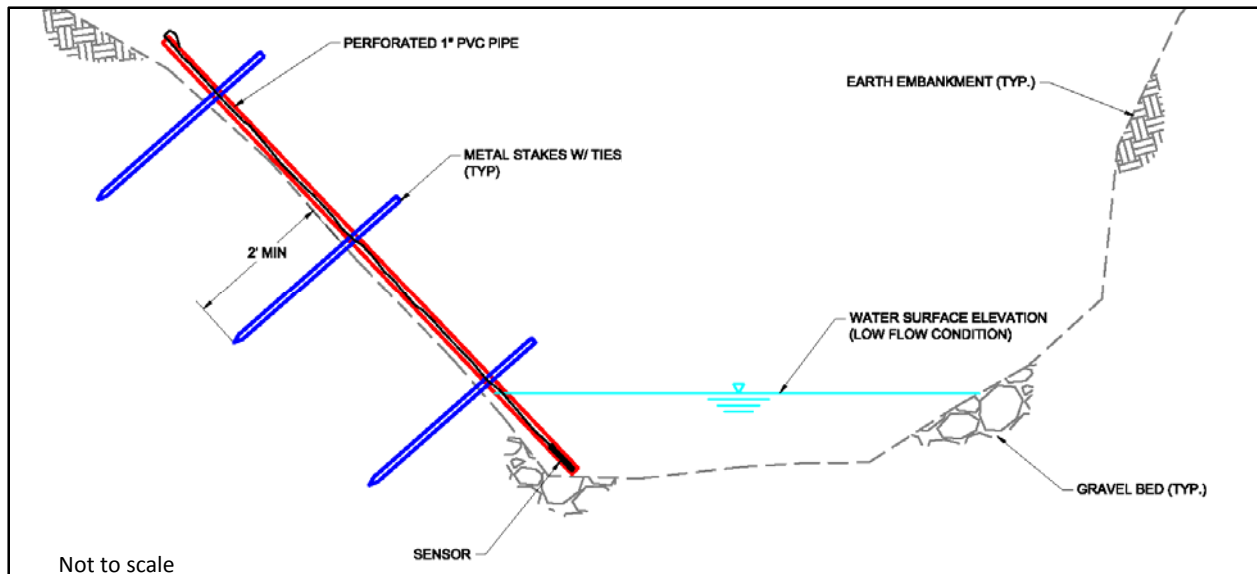 PERFORATED 1" PVC PIPE
EARTH EMBANKMENT (TYP.)
METAL STAKES W/ TIES
(TYP)
2' MIN
WATER SURFACE ELEVATION
(LOW FLOW CONDITION)
GRAVEL BED (TYP.)
SENSOR
Not to scale